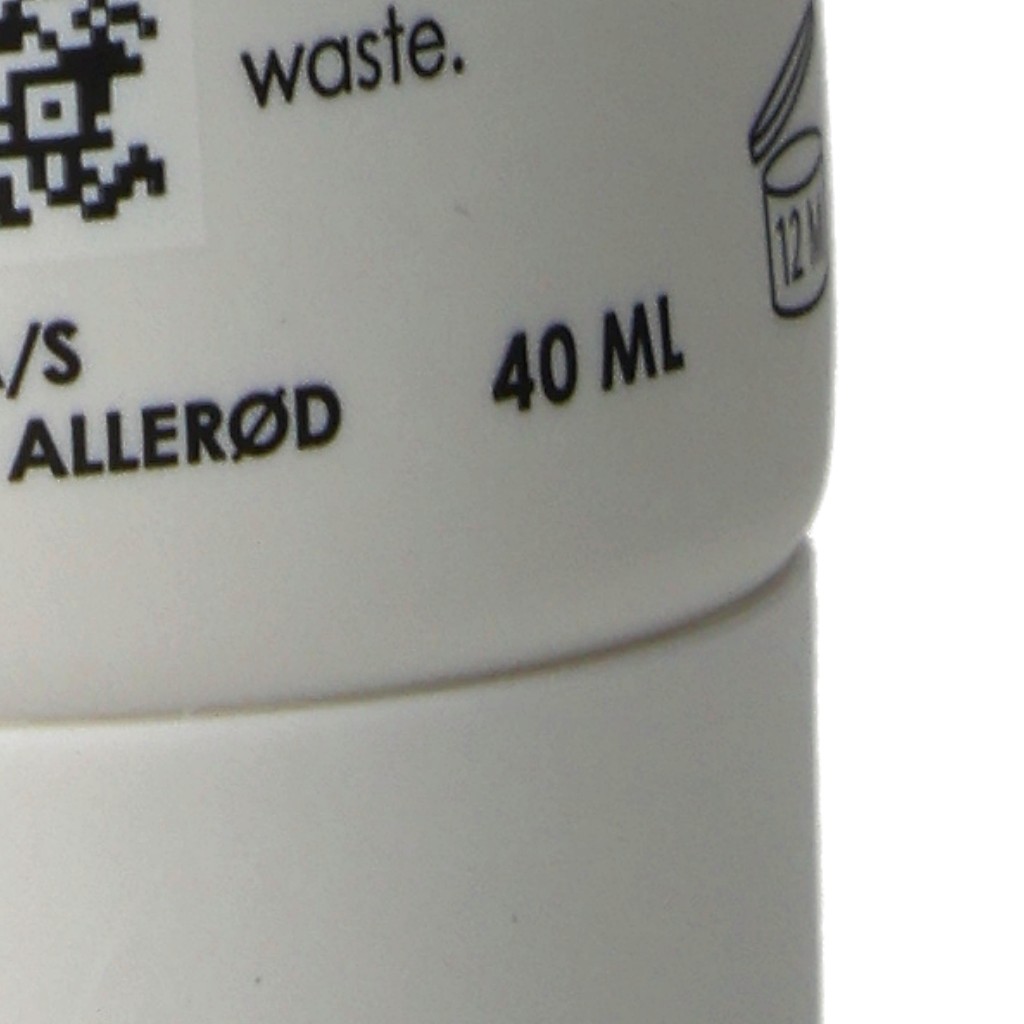 waste.
12 M
A/S
ALLERØD
40 ML